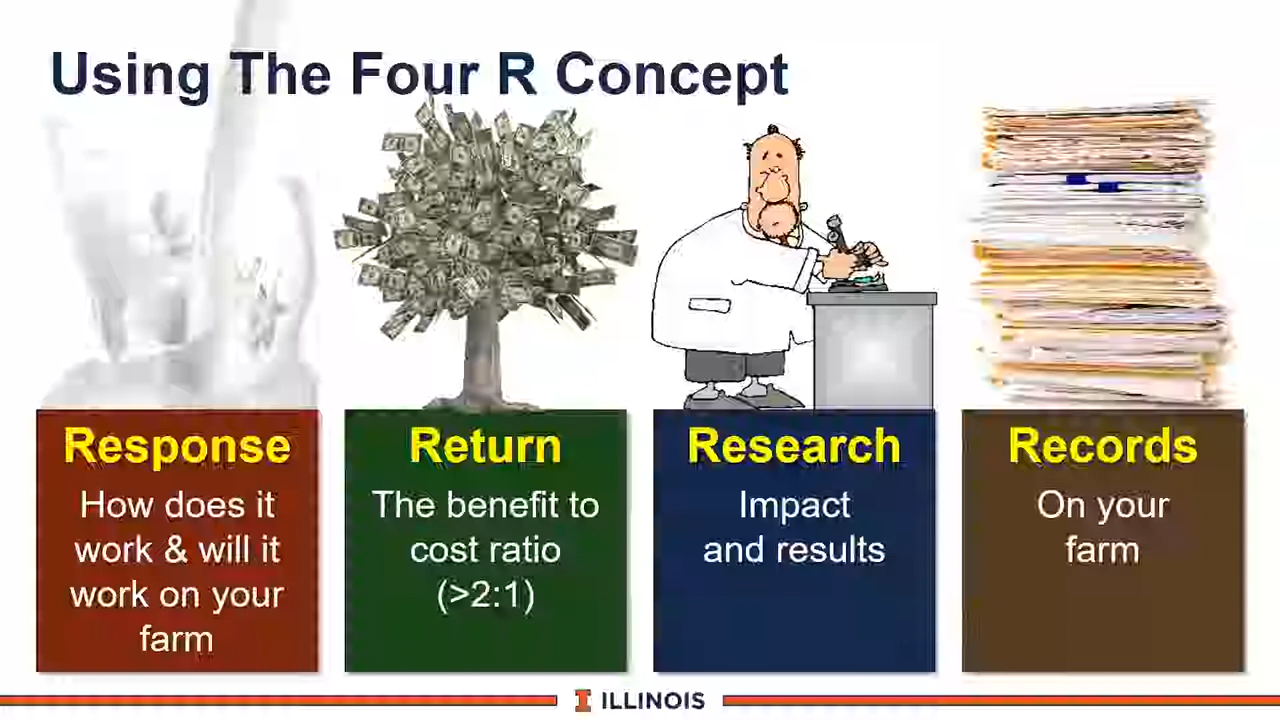 Using The Four R Concept
Response
How does it
work & will it
work on your
farm
Return
The benefit to
cost ratio
(>2:1)
Research
Impact
and results
Records
On your
farm
I ILLINOIS